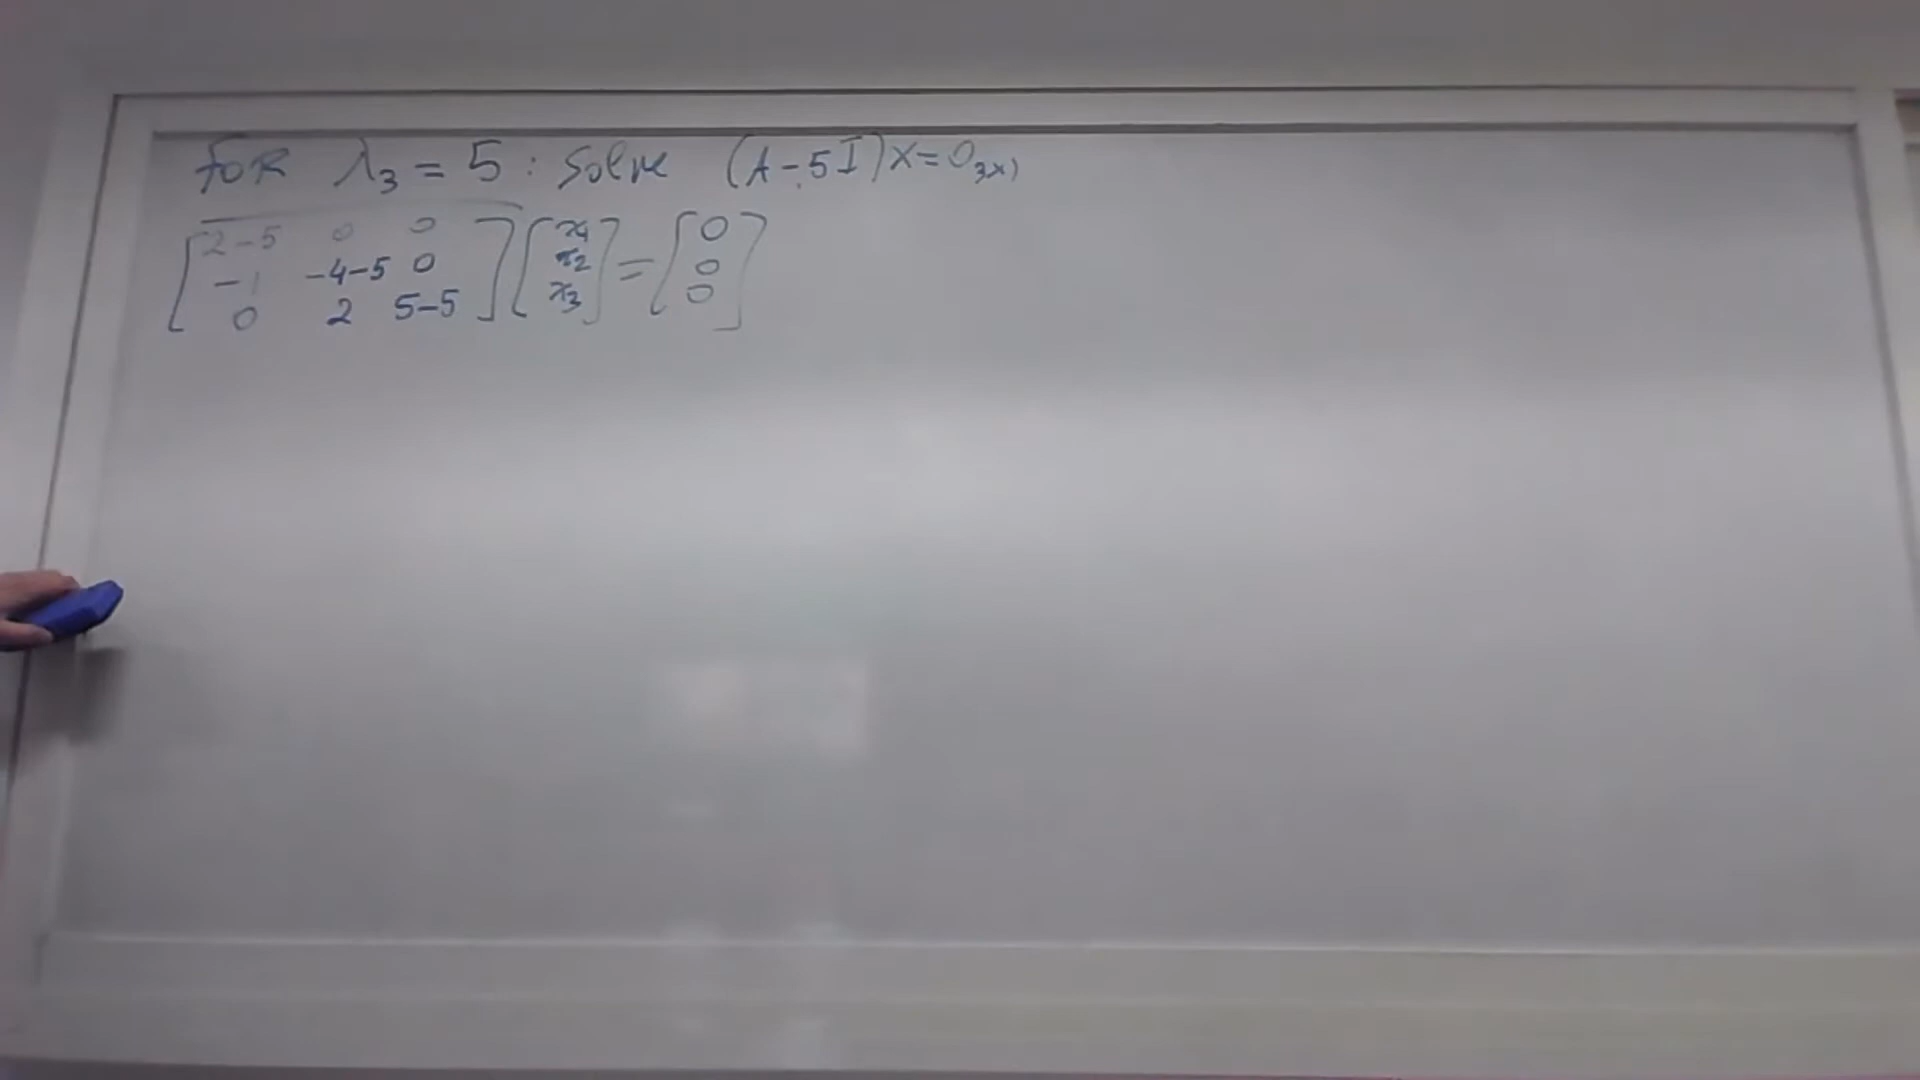 for λ₃ = 5 : solve (A - 5I)X = 0₃ₓ₁
[2-5 0 0] [x₁] = [0]
[-1 -4-5 0] [x₂] [0]
[0 2 5-5] [x₃] [0]